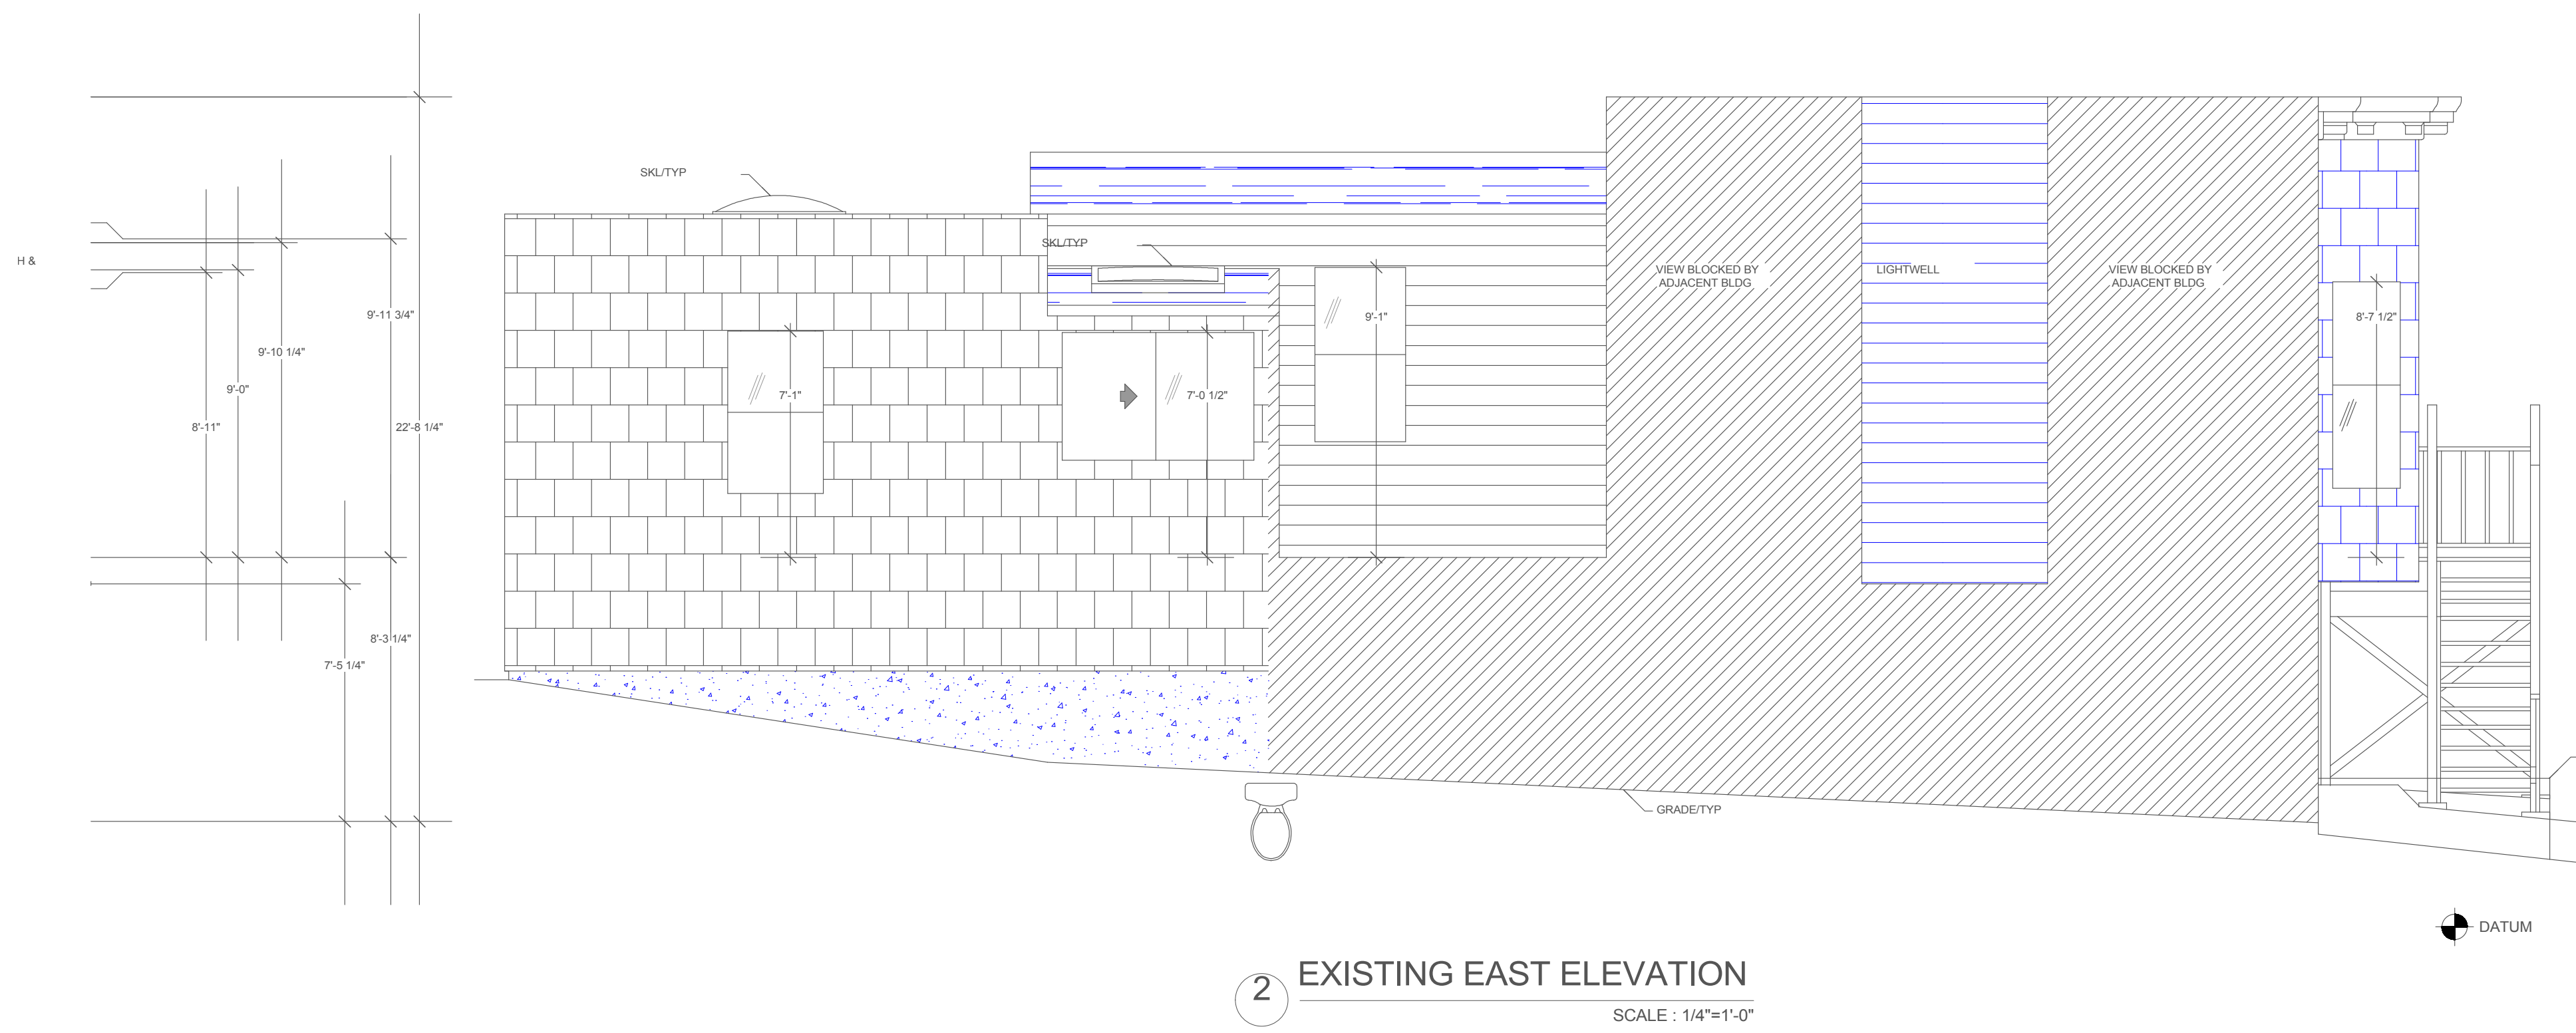 SKL/TYP
SKL/TYP
H &
VIEW BLOCKED BY
ADJACENT BLDG
LIGHTWELL
VIEW BLOCKED BY
ADJACENT BLDG
9'-11 3/4"
9'-1"
8'-7 1/2"
9'-10 1/4"
9'-0"
7'-1"
7'-0 1/2"
8'-11"
22'-8 1/4"
8'-3 1/4"
7'-5 1/4"
GRADE/TYP
DATUM
2
EXISTING EAST ELEVATION
SCALE : 1/4"=1'-0"